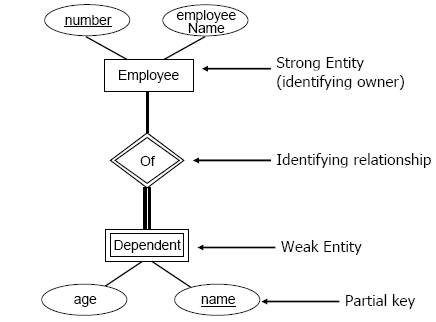 number
employee
Name
Employee
Strong Entity
(identifying owner)
Of
Identifying relationship
Dependent
Weak Entity
age
name
Partial key